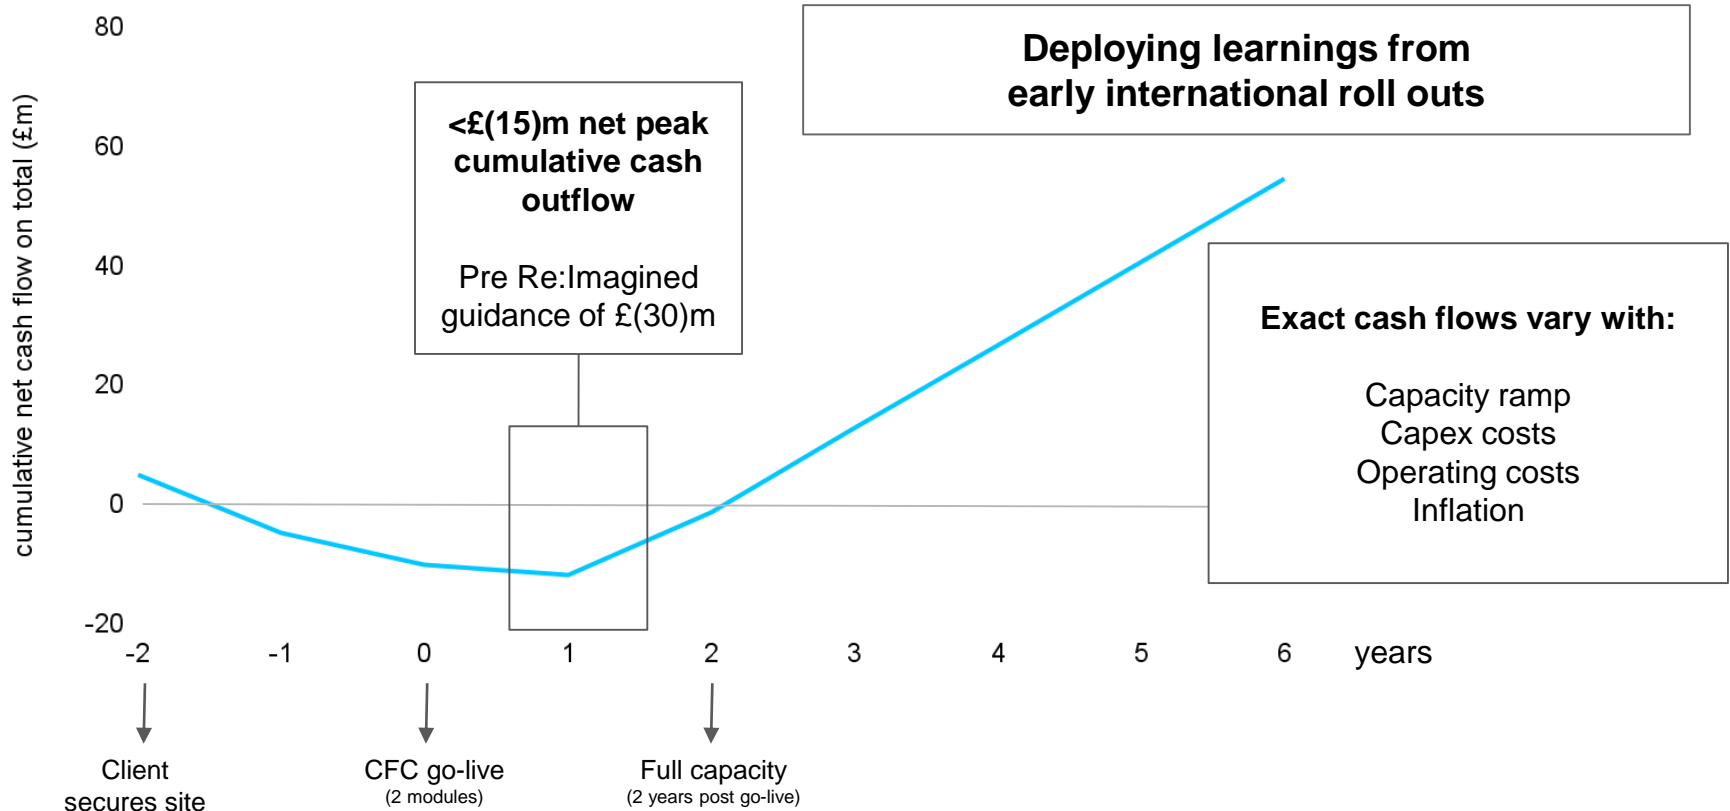 Deploying learnings from
early international roll outs
cumulative net cash flow on total (£m)
80
60
40
20
0
-20
<£(15)m net peak
cumulative cash
outflow
Pre Re:Imagined
guidance of £(30)m
Exact cash flows vary with:
Capacity ramp
Capex costs
Operating costs
Inflation
-2 -1 0 1 2 3 4 5 6 years
Client
secures site
CFC go-live
(2 modules)
Full capacity
(2 years post go-live)